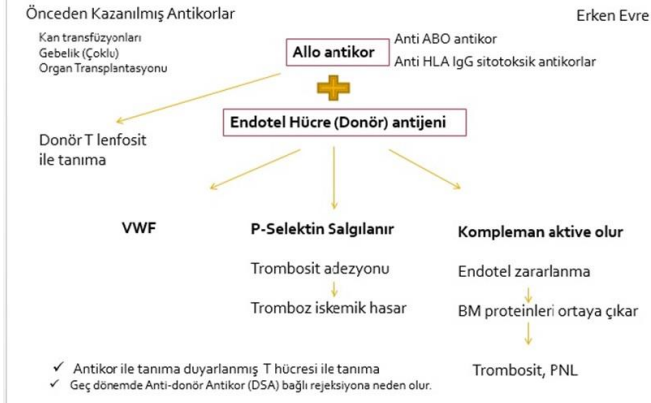 Önceden Kazanılmış Antikorlar
Erken Evre
Kan transfüzyonları
Gebelik (Çoklu)
Organ Transplantasyonu
Allo antikor
Anti ABO antikor
Anti HLA IgG sitotoksik antikorlar
Endotel Hücre (Donör) antijeni
Donör T lenfosit
ile tanıma
VWF
P-Selektin Salgılanır
Trombosit adezyonu
Tromboz iskemik hasar
Kompleman aktive olur
Endotel zararlanma
BM proteinleri ortaya çıkar
Trombosit, PNL
✓ Antikor ile tanıma duyarlanmış T hücresi ile tanıma
✓ Geç dönemde Anti-donör Antikor (DSA) bağlı rejeksiyona neden olur.